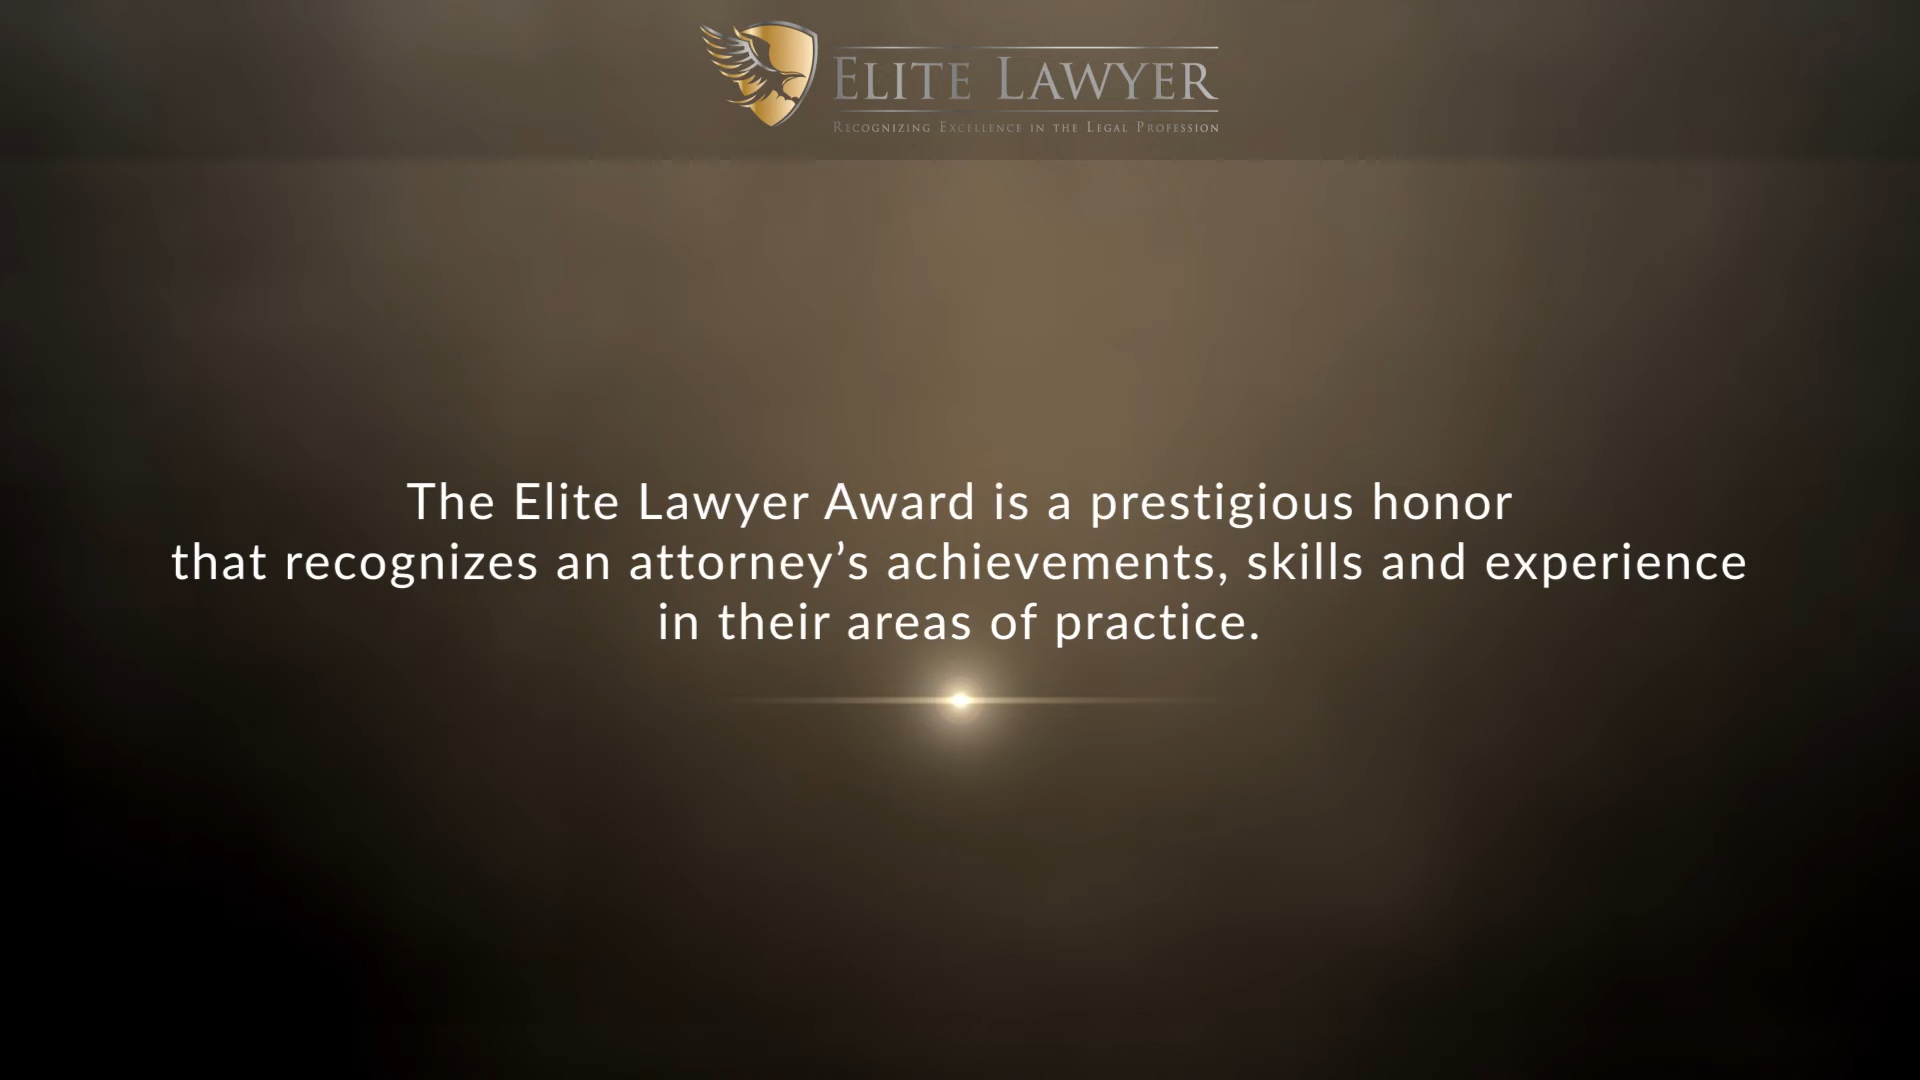 ELITE LAWYER
RECOGNIZING EXCELLENCE IN THE LEGAL PROFESSION
The Elite Lawyer Award is a prestigious honor
that recognizes an attorney’s achievements, skills and experience
in their areas of practice.